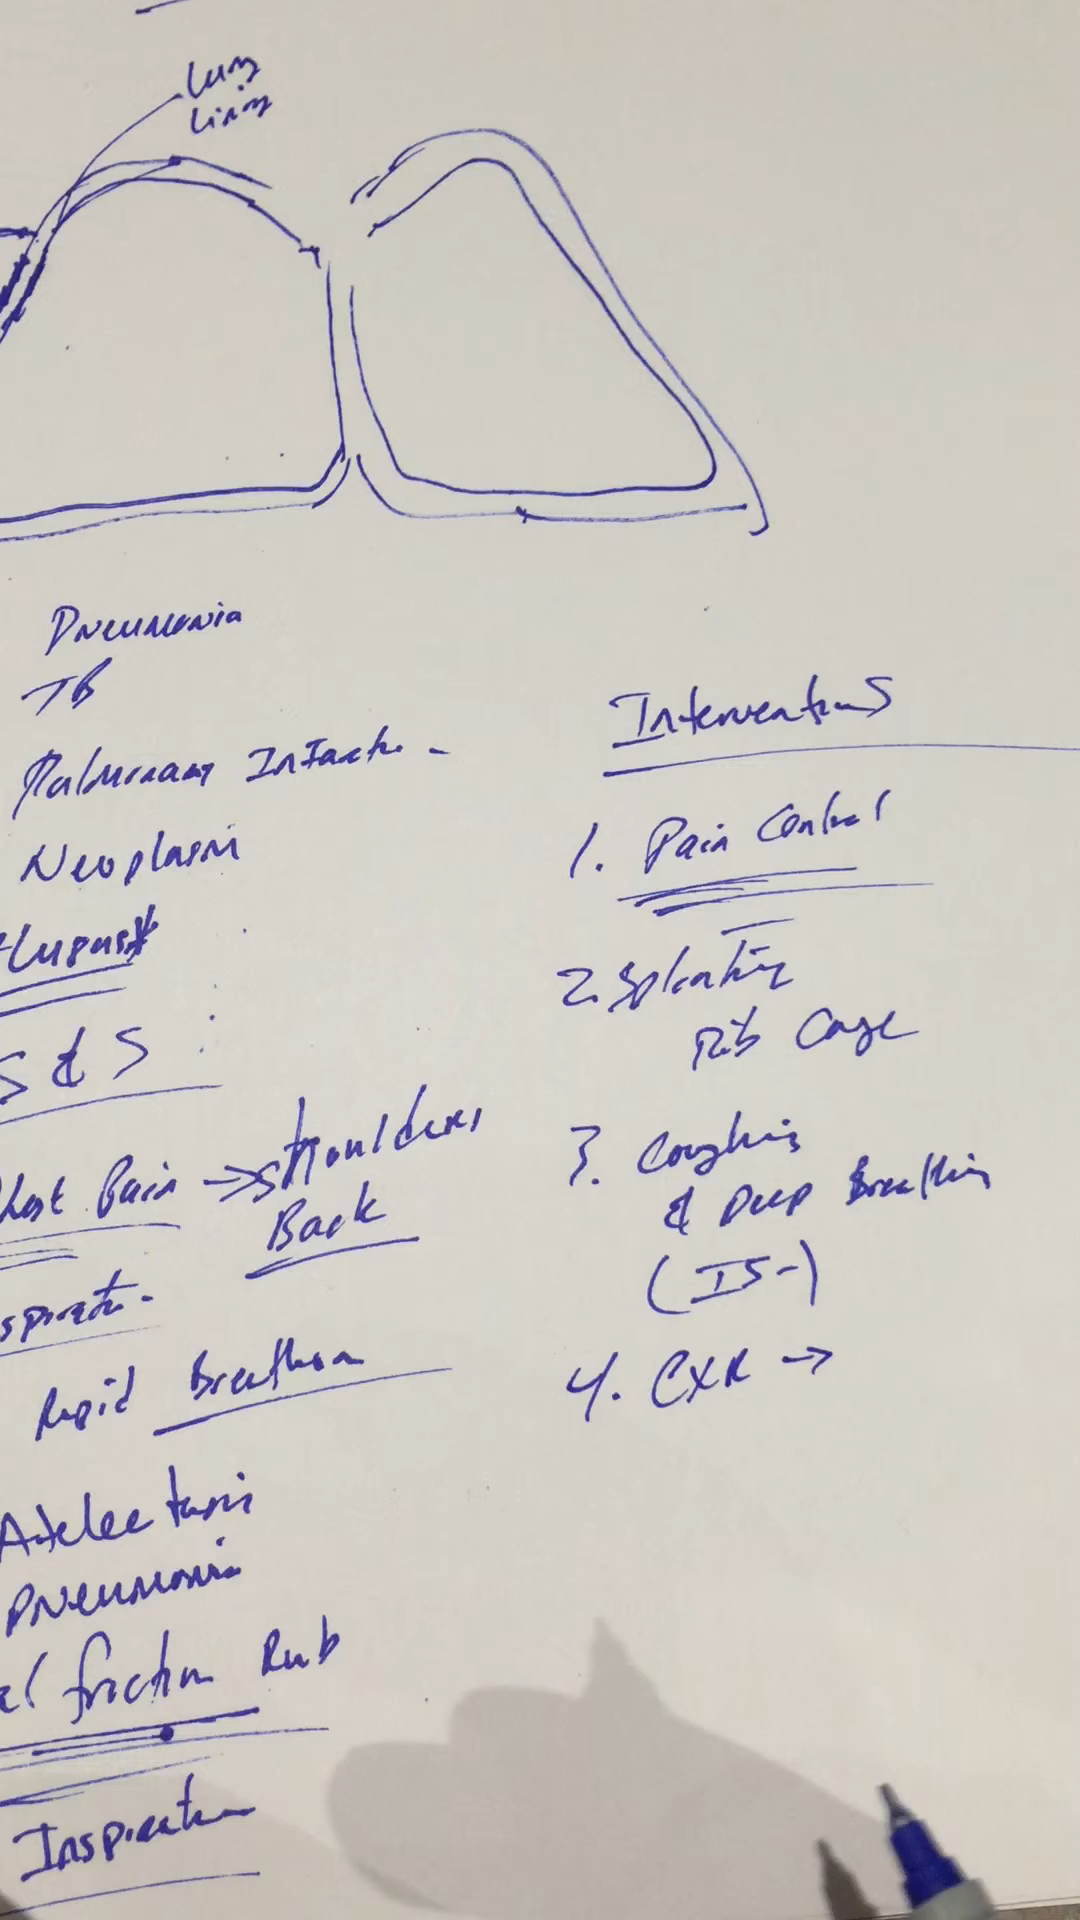 Lung
Lining
Pneumonia
TB
Pulmonary Infarct.
Neoplasm
Lupus*
S & S :
Chest Pain → Shoulders
Back
Rapid Breathing
Atelectasis
Pneumonia
friction Rub
Inspiration
Interventions
1. Pain Control
2. Splinting
Rib Cage
3. Coughing
& Deep Breathing
(IS-)
4. CXR →